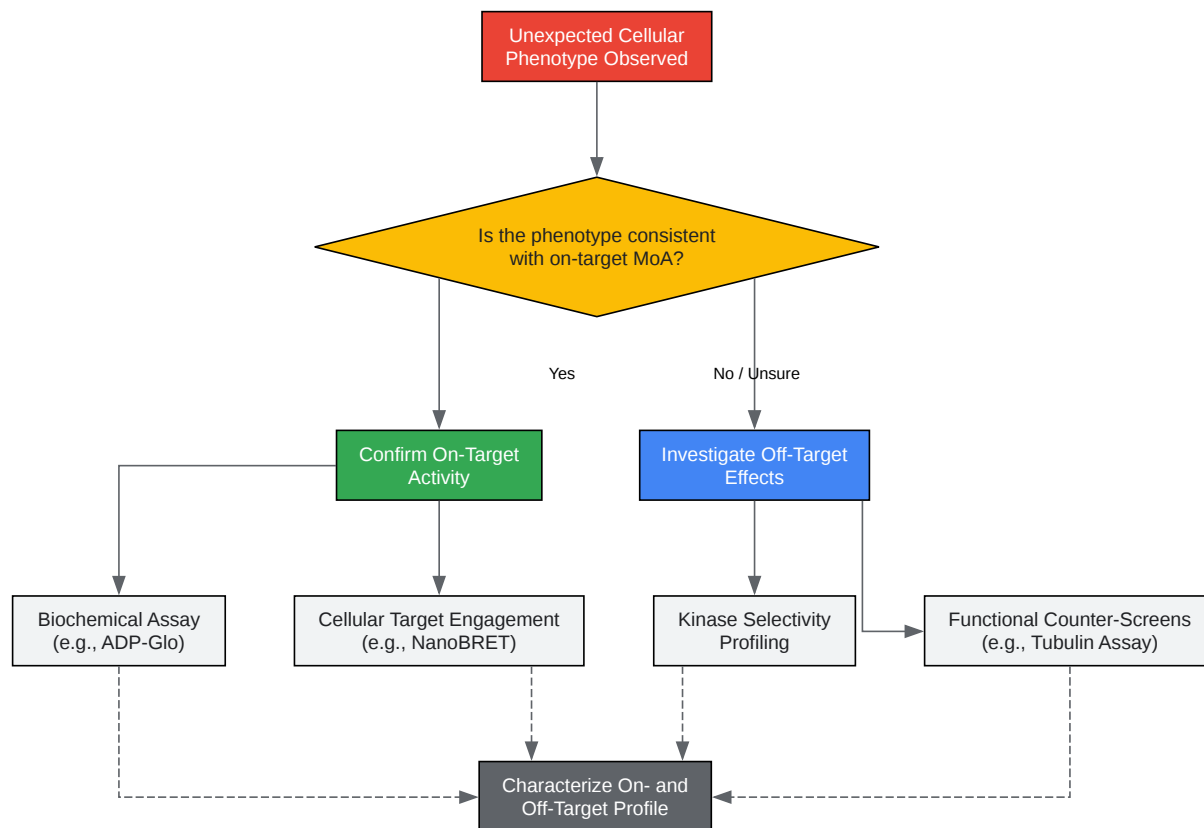 Unexpected Cellular
Phenotype Observed
Is the phenotype consistent
with on-target MoA?
Yes
No / Unsure
Confirm On-Target
Activity
Investigate Off-Target
Effects
Biochemical Assay
(e.g., ADP-Glo)
Cellular Target Engagement
(e.g., NanoBRET)
Kinase Selectivity
Profiling
Functional Counter-Screens
(e.g., Tubulin Assay)
Characterize On- and
Off-Target Profile